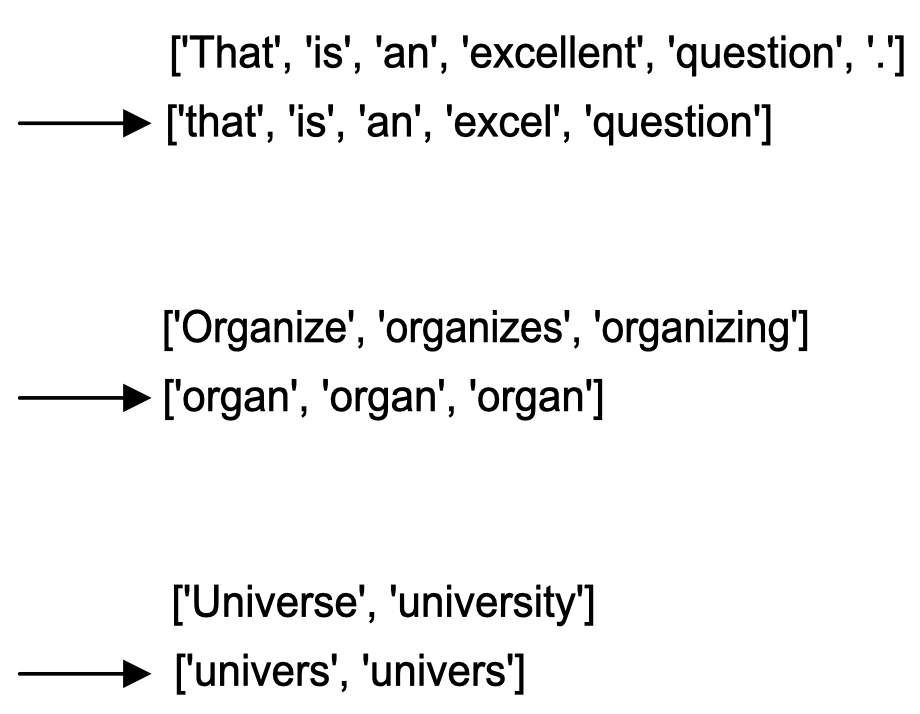 ['That', 'is', 'an', 'excellent', 'question', '.']
['that', 'is', 'an', 'excel', 'question']
['Organize', 'organizes', 'organizing']
['organ', 'organ', 'organ']
['Universe', 'university']
['univers', 'univers']